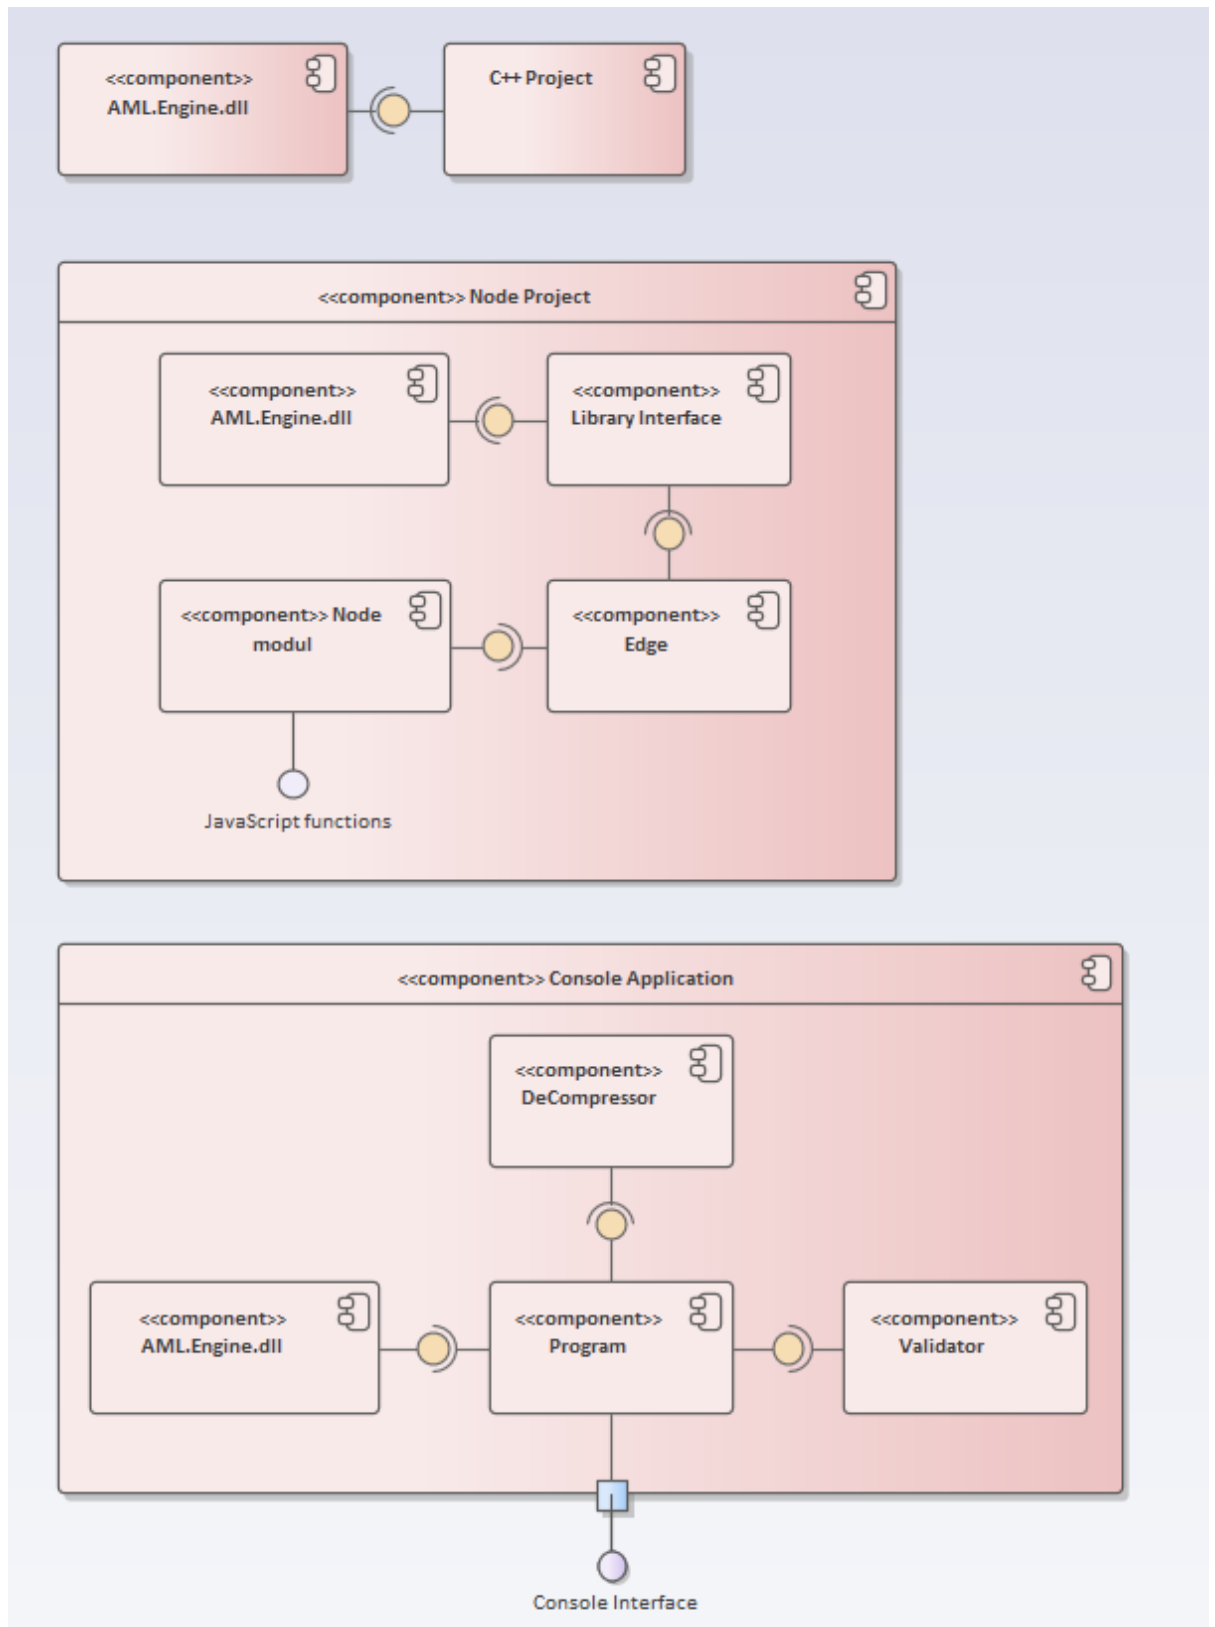 <<component>>
AML.Engine.dll
C++ Project
<<component>> Node Project
<<component>>
AML.Engine.dll
<<component>>
Library Interface
<<component>> Node
modul
<<component>>
Edge
JavaScript functions
<<component>> Console Application
<<component>>
DeCompressor
<<component>>
AML.Engine.dll
<<component>>
Program
<<component>>
Validator
Console Interface